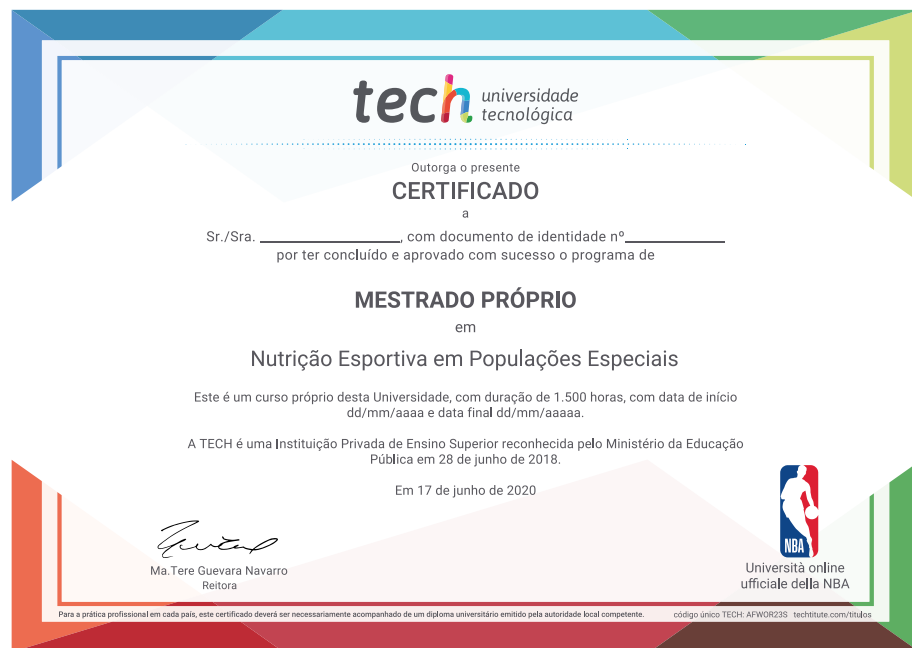 tech universidade
tecnológica
Outorga o presente
CERTIFICADO
a
Sr./Sra. ____________________, com documento de identidade nº______________
por ter concluído e aprovado com sucesso o programa de
MESTRADO PRÓPRIO
em
Nutrição Esportiva em Populações Especiais
Este é um curso próprio desta Universidade, com duração de 1.500 horas, com data de início
dd/mm/aaaa e data final dd/mm/aaaaa.
A TECH é uma Instituição Privada de Ensino Superior reconhecida pelo Ministério da Educação
Pública em 28 de junho de 2018.
Em 17 de junho de 2020
Ma.Tere Guevara Navarro
Reitora
NBA
Università online
ufficiale della NBA
Para a prática profissional em cada país, este certificado deverá ser necessariamente acompanhado de um diploma universitário emitido pela autoridade local competente.
código único TECH: AFWOR23S techtitute.com/titulos